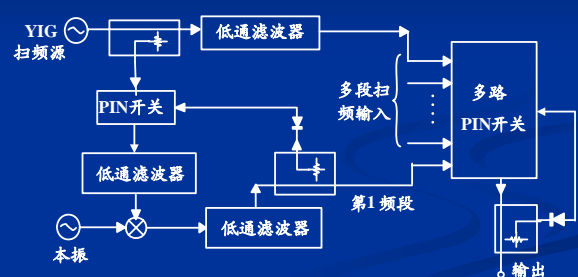 YIG
扫频源
低通滤波器
PIN开关
多段扫
频输入
多路
PIN开关
低通滤波器
第1 频段
低通滤波器
本振
输出